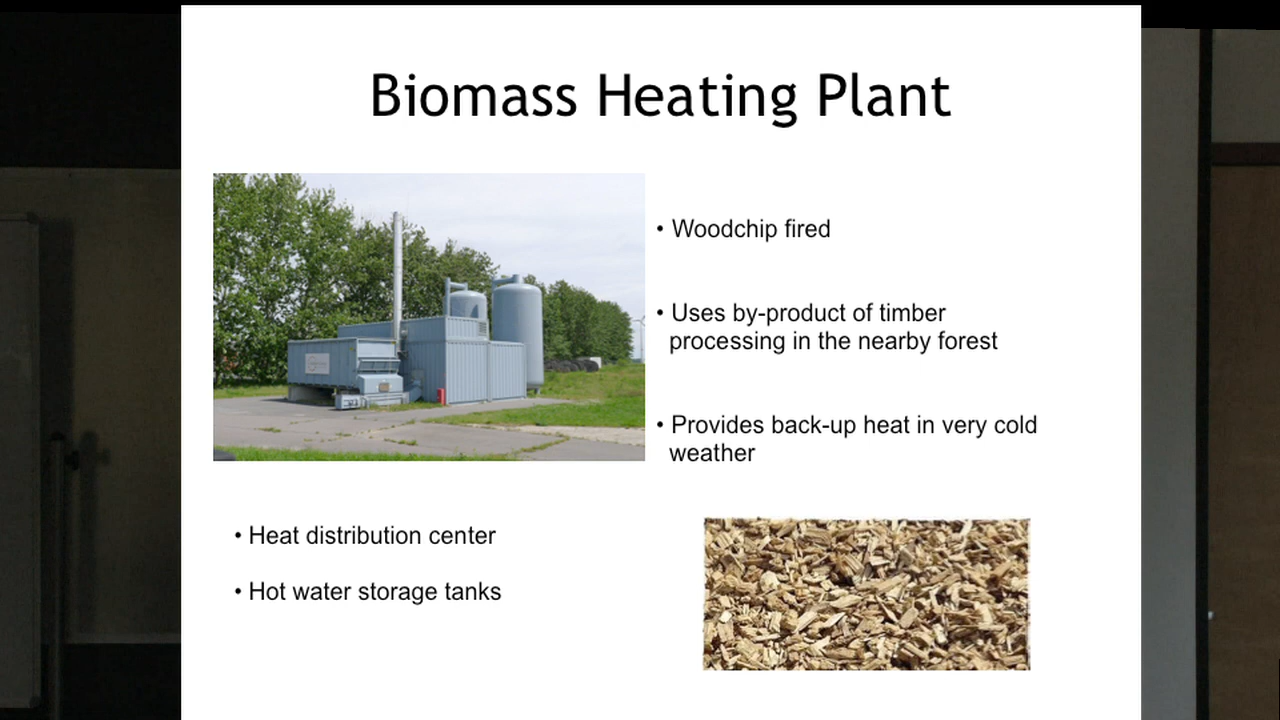 Biomass Heating Plant
• Woodchip fired
• Uses by-product of timber
processing in the nearby forest
• Provides back-up heat in very cold
weather
• Heat distribution center
• Hot water storage tanks